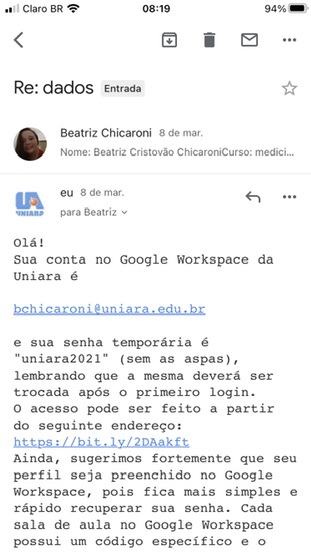 Claro BR
08:19
94%
Re: dados
Entrada
Beatriz Chicaroni 8 de mar.
Nome: Beatriz Cristovão ChicaroniCurso: medici...
UA
UNIARA
eu 8 de mar.
para Beatriz
Olá!
Sua conta no Google Workspace da
Uniara é
bchicaroni@uniara.edu.br
e sua senha temporária é
"uniara2021" (sem as aspas),
lembrando que a mesma deverá ser
trocada após o primeiro login.
O acesso pode ser feito a partir
do seguinte endereço:
https://bit.ly/2DAakft
Ainda, sugerimos fortemente que seu
perfil seja preenchido no Google
Workspace, pois fica mais simples e
rápido recuperar sua senha. Cada
sala de aula no Google Workspace
possui um código específico e o